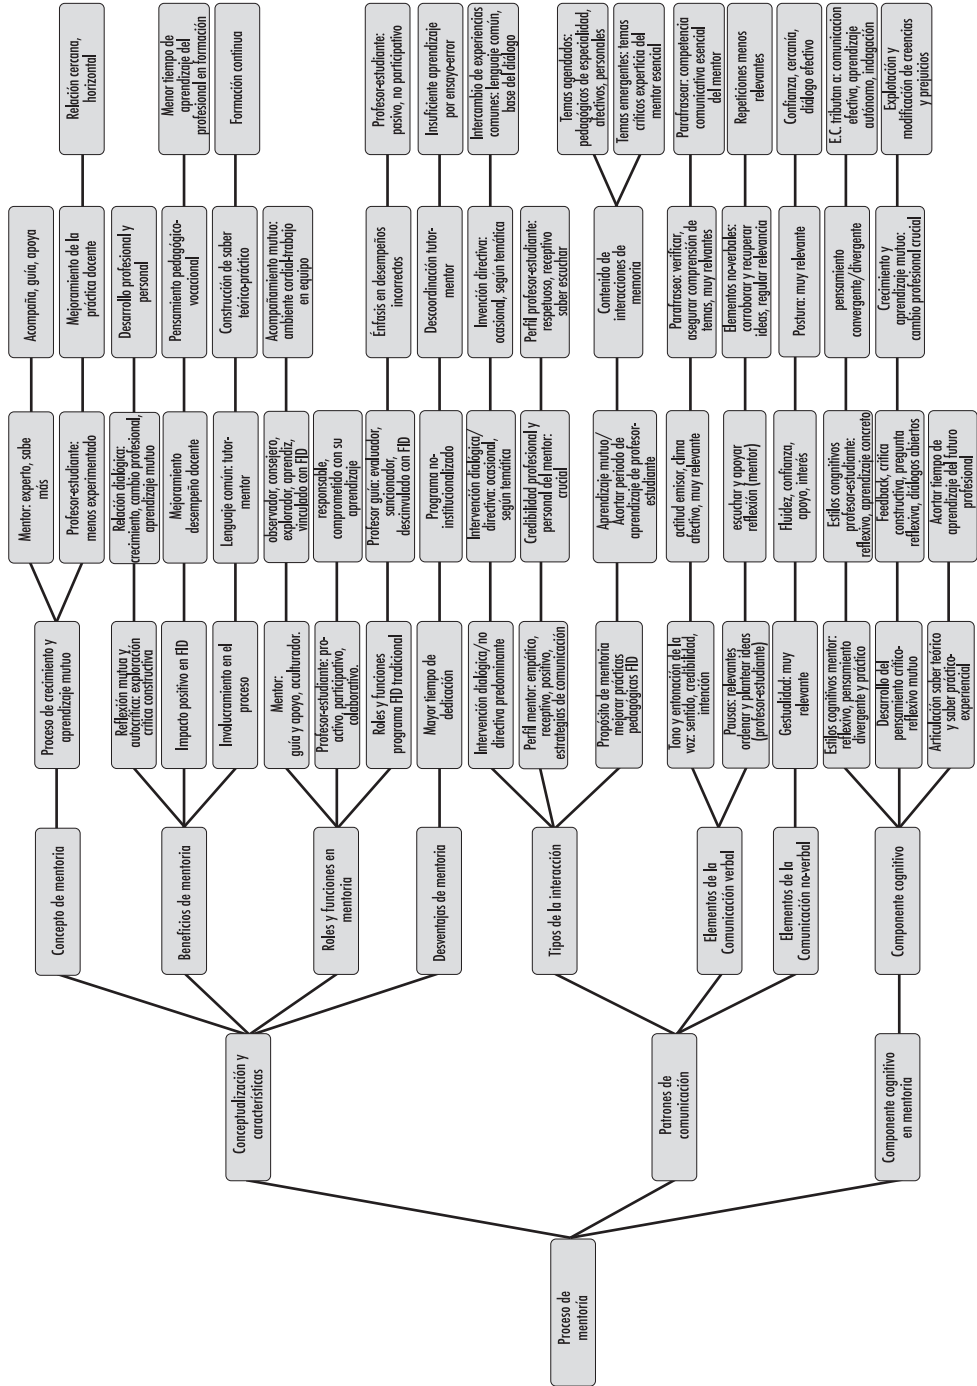 Proceso de
mentoría
Conceptualización y
características
Patrones de
comunicación
Componente cognitivo
en mentoría
Concepto de mentoria
Beneficios de mentoría
Roles y funciones en
mentoría
Desventajas de mentoría
Tipos de la interacción
Elementos de la
Comunicación verbal
Elementos de la
Comunicación no-verbal
Componente cognitivo
Proceso de crecimiento y
aprendizaje mutuo
Reflexión mutua y
autocrítica: exploración
crítica constructiva
Impacto positivo en FID
Involucramiento en el
proceso
Mentor:
guía y apoyo, aculturador.
Profesor-estudiante: pro-
activo, participativo,
colaborativo.
Roles y funciones
programa FID tradicional
Mayor tiempo de
dedicación
Intervención dialógica/no
directiva predominante
Perfil mentor: empático,
receptivo, positivo,
estrategias de comunicación
Propósito de mentoría
mejorar prácticas
pedagógicas FID
Tono y entonación de la
voz: sentido, credibilidad,
intención
Pausas: relevantes
ordenar y plantear ideas
(profesor-estudiante)
Gestualidad: muy
relevante
Estilos cognitivos mentor:
reflexivo, pensamiento
divergente y práctico
Desarrollo del
pensamiento crítico-
reflexivo mutuo
Articulación saber teórico
y saber práctico-
experiencial
Mentor: experto, sabe
más
Profesor-estudiante:
menos experimentado
Relación dialógica:
crecimiento, cambio profesional,
aprendizaje mutuo
Mejoramiento
desempeño docente
Lenguaje común: tutor-
mentor
observador, consejero,
explorador, aprendiz,
vinculado con FID
responsable,
comprometido con su
aprendizaje
Profesor guía: evaluador,
sancionador,
descinvulado con FID
Programa no-
institucionalizado
Intervención dialógica/
directiva: ocasional,
según temática
Credibilidad profesional y
personal del mentor:
crucial
Aprendizaje mutuo/
Acortar periodo de
aprendizaje de profesor-
estudiante
actitud emisor, clima
afectivo, muy relevante
escuchar y apoyar
reflexión (mentor)
Fluidez, confianza,
apoyo, interés
Estilos congnitivos
profesor-estudiante:
reflexivo, aprendizaje concreto
Feedback, crítica
constructiva, pregunta
reflexiva, dialogos abiertos
Acortar tiempo de
aprendizaje del futuro
profesional
Acompaña, guía, apoya
Mejoramiento de la
práctica docente
Desarrollo profesional y
personal
Pensamiento pedagógico-
vocacional
Construcción de saber
teórico-práctico
Acompañamiento mutuo:
ambiente cordial-trabajo
en equipo
Énfasis en desempeños
incorrectos
Descoordinación tutor-
mentor
Invención directiva:
ocasional, según temática
Perfil profesor-estudiante:
respetuoso, receptivo
saber escuchar
Contenido de
interacciones de
memoria
Parafraseo: verificar,
asegurar comprensión de
temas, muy relvantes
Elementos no-verbales:
corroborar y recuperar
ideas, regular relevancia
Postura: muy relevante
pensamiento
convergente/ divergente
Crecimiento y
aprendizaje mutuo:
cambio profesional crucial
Relación cercana,
horizontal
Menor tiempo de
aprendizaje del
profesional en formación
Formación continua
Profesor-estudiante:
pasivo, no participativo
Insuficiente aprendizaje
por ensayo-error
Intercambio de experiencias
comunes: lenguaje común,
base del diálogo
Temas agendados:
pedagógicos de especialidad,
afectivos, personales
Temas emergentes: temas
críticos experticia del
mentor esencial
Parafrasear: competencia
comunicativa esencial
del mentor
Repeticiones menos
relevantes
Confianza, cercanía,
diálogo efectivo
E.C. tributan a: comunicacion
efectiva, aprendizaje
autónomo, indagación
Explotación y
modificación de creencias
y prejuicios